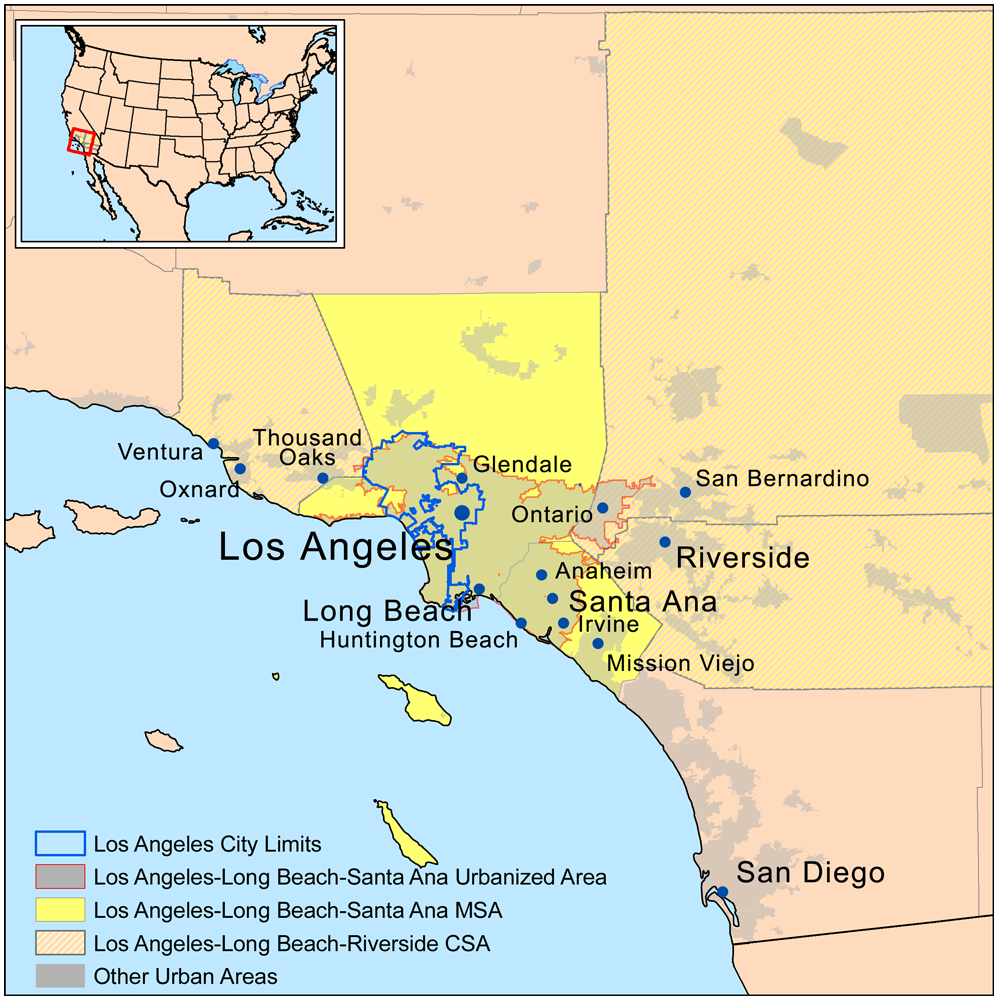 Ventura
Oxnard
Thousand
Oaks
Glendale
San Bernardino
Ontario
Los Angeles
Riverside
Anaheim
Long Beach
Santa Ana
Irvine
Huntington Beach
Mission Viejo
San Diego
Los Angeles City Limits
Los Angeles-Long Beach-Santa Ana Urbanized Area
Los Angeles-Long Beach-Santa Ana MSA
Los Angeles-Long Beach-Riverside CSA
Other Urban Areas